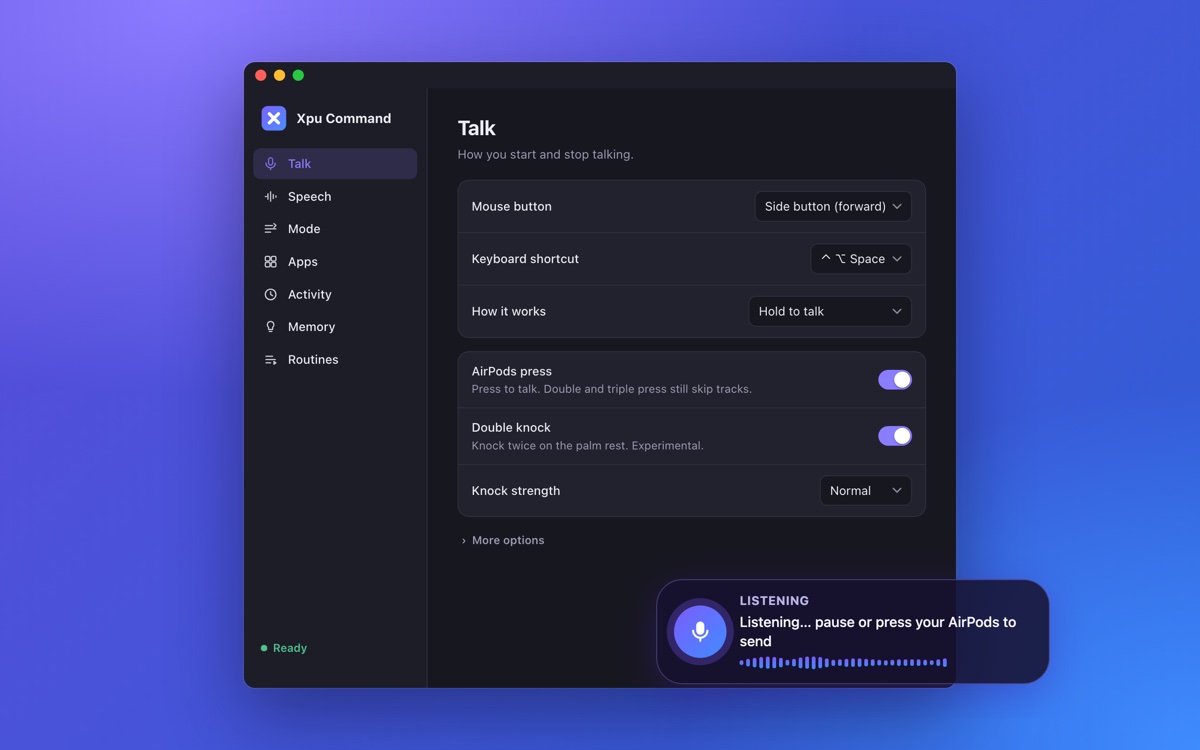 Xpu Command
Talk
Speech
Mode
Apps
Activity
Memory
Routines
Ready
Talk
How you start and stop talking.
Mouse button
Side button (forward)
Keyboard shortcut
^ ⌥ Space
How it works
Hold to talk
AirPods press
Press to talk. Double and triple press still skip tracks.
Double knock
Knock twice on the palm rest. Experimental.
Knock strength
Normal
› More options
LISTENING
Listening... pause or press your AirPods to
send